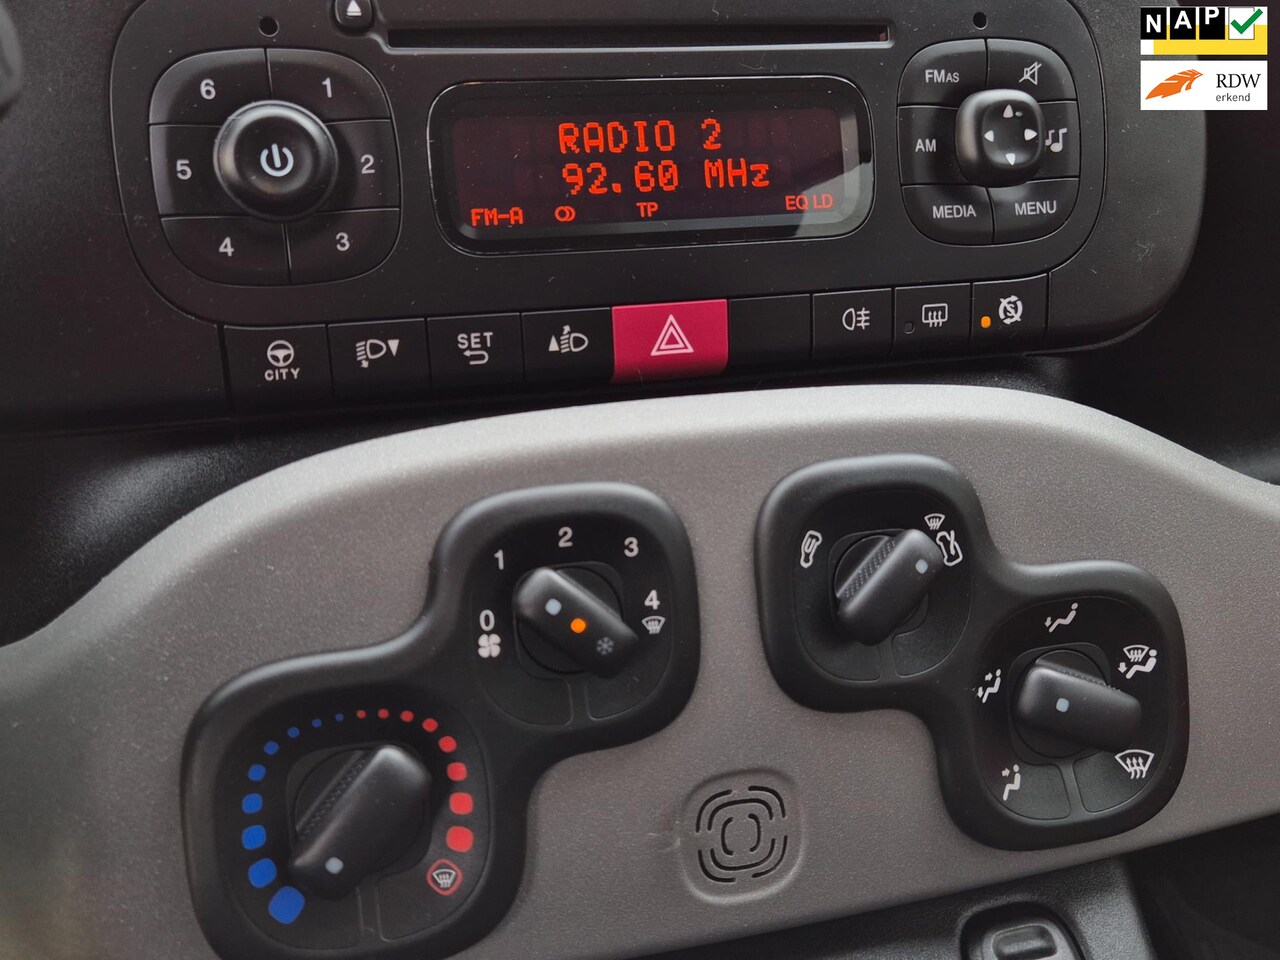 NAP
RDW
erkend
6
1
5
2
4
3
RADIO 2
92.60 MHz
FM-A
TP
EQ LD
FMAS
AM
MEDIA
MENU
CITY
SET
S
0
1
2
3
4